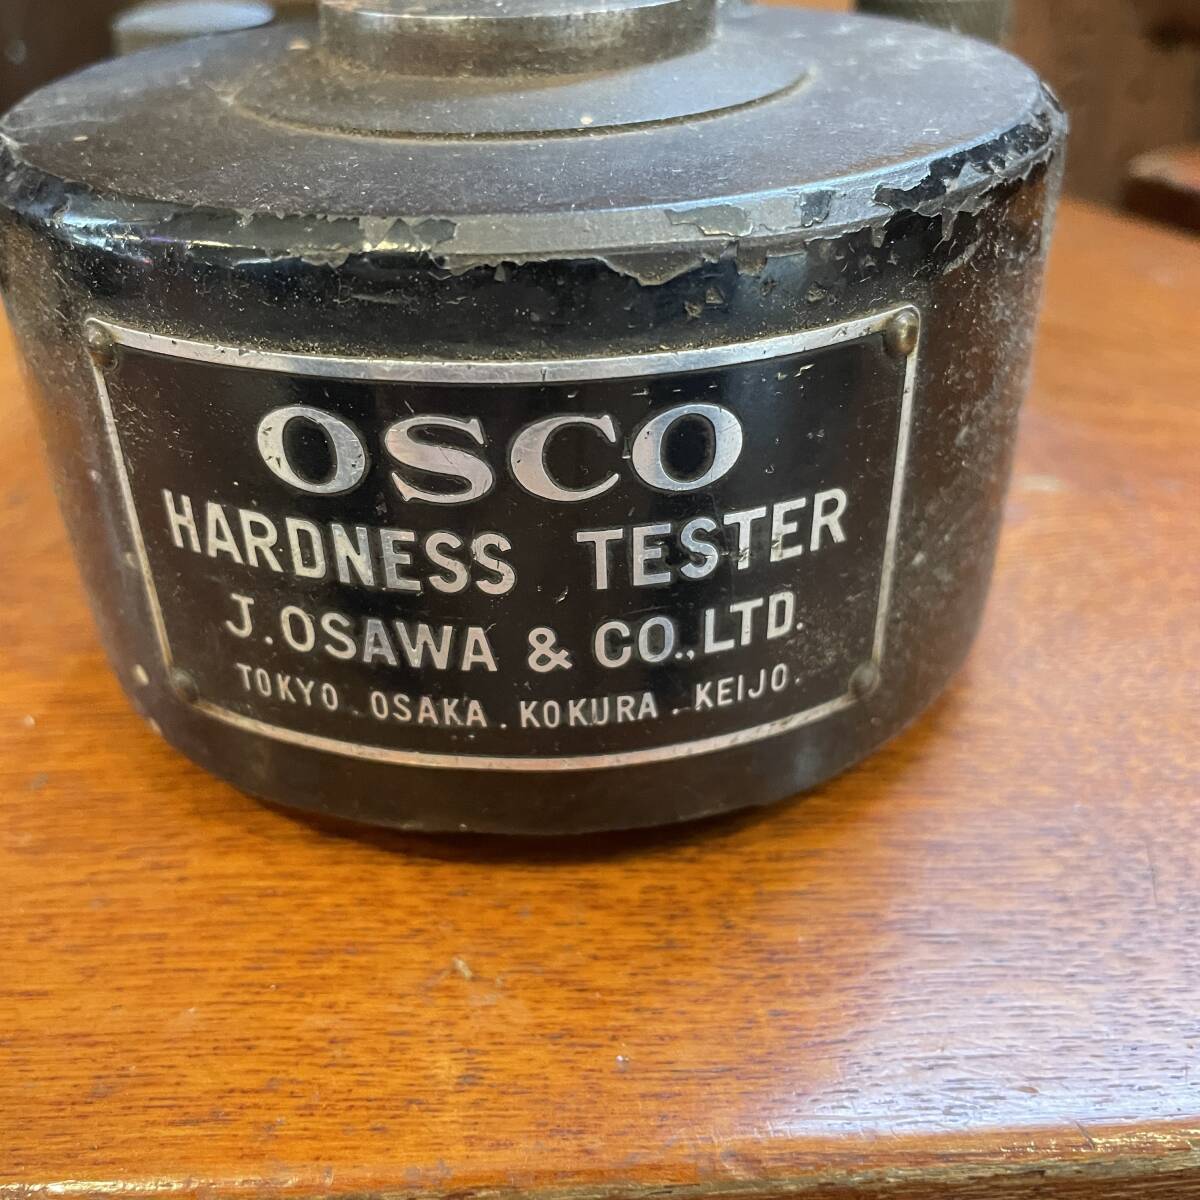 OSCO
HARDNESS TESTER
J.OSAWA & CO.,LTD.
TOKYO.OSAKA.KOKURA.KEIJO.